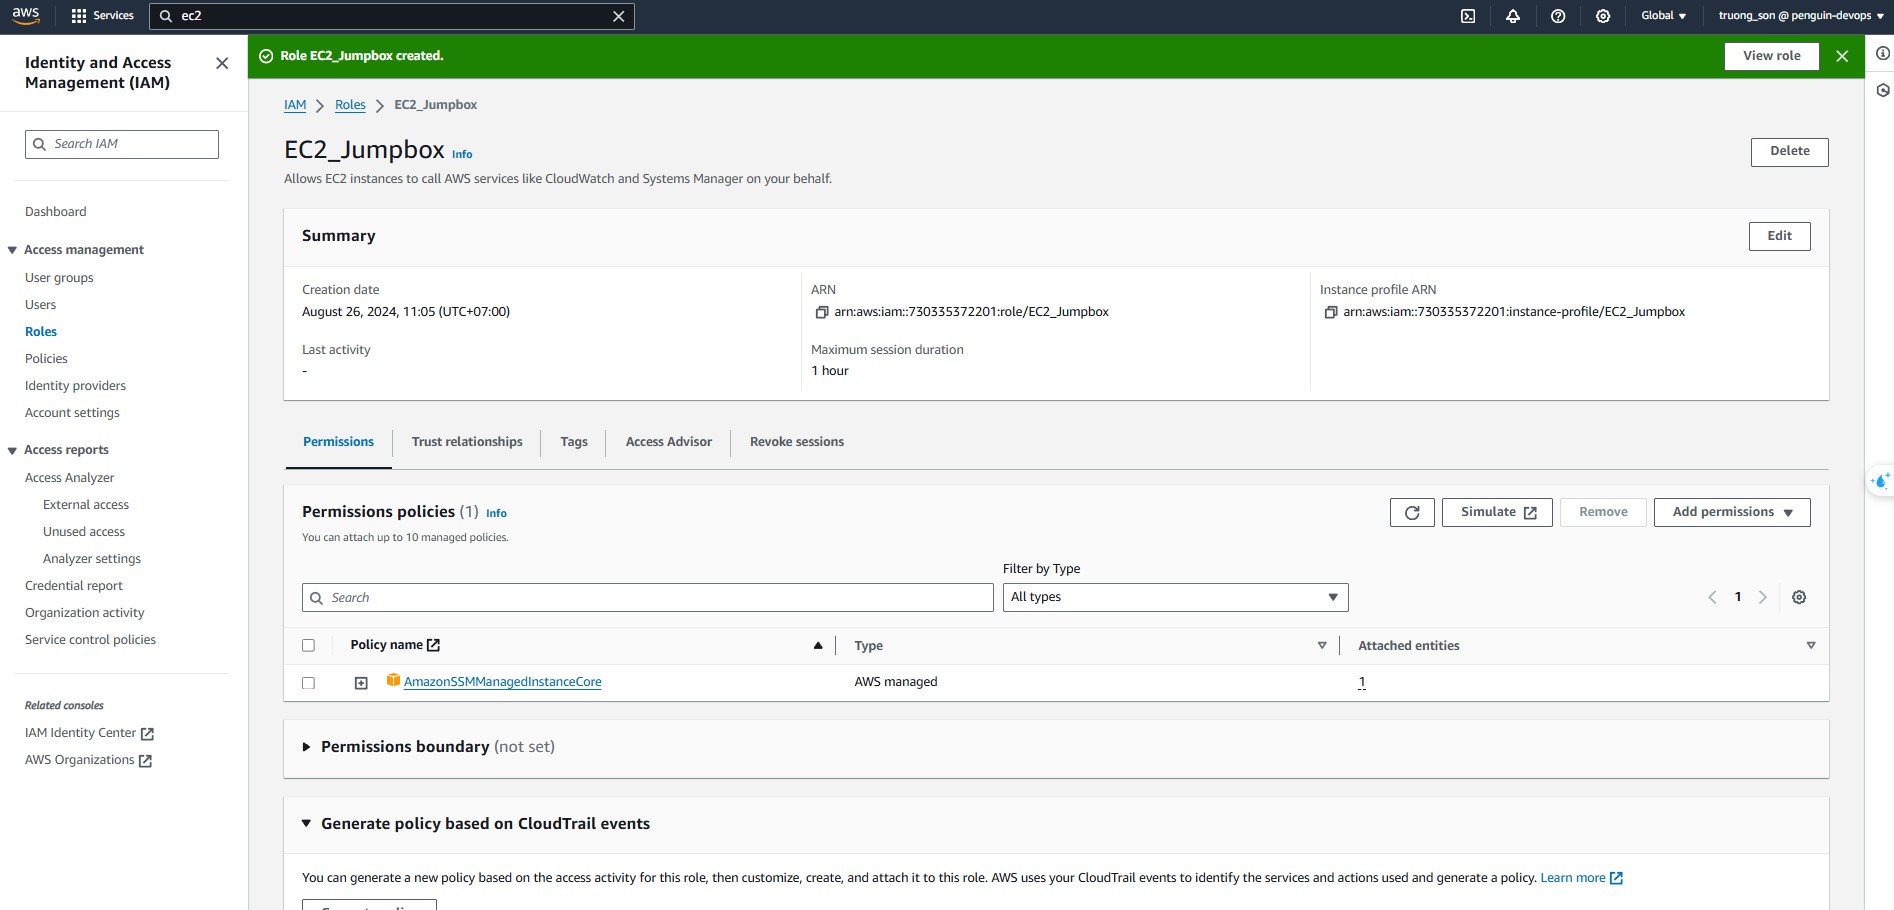 aws
Services
ec2
Global
truong_son @ penguin-devops
Identity and Access
Management (IAM)
Search IAM
Dashboard
Access management
User groups
Users
Roles
Policies
Identity providers
Account settings
Access reports
Access Analyzer
External access
Unused access
Analyzer settings
Credential report
Organization activity
Service control policies
Related consoles
IAM Identity Center
AWS Organizations
Role EC2_Jumpbox created.
View role
IAM
Roles
EC2_Jumpbox
EC2_Jumpbox Info
Delete
Allows EC2 instances to call AWS services like CloudWatch and Systems Manager on your behalf.
Summary
Edit
Creation date
August 26, 2024, 11:05 (UTC+07:00)
ARN
arn:aws:iam::730335372201:role/EC2_Jumpbox
Instance profile ARN
arn:aws:iam::730335372201:instance-profile/EC2_Jumpbox
Last activity
-
Maximum session duration
1 hour
Permissions
Trust relationships
Tags
Access Advisor
Revoke sessions
Permissions policies (1) Info
You can attach up to 10 managed policies.
Simulate
Remove
Add permissions
Filter by Type
Search
All types
1
Policy name
Type
Attached entities
AmazonSSMManagedInstanceCore
AWS managed
1
Permissions boundary (not set)
Generate policy based on CloudTrail events
You can generate a new policy based on the access activity for this role, then customize, create, and attach it to this role. AWS uses your CloudTrail events to identify the services and actions used and generate a policy. Learn more